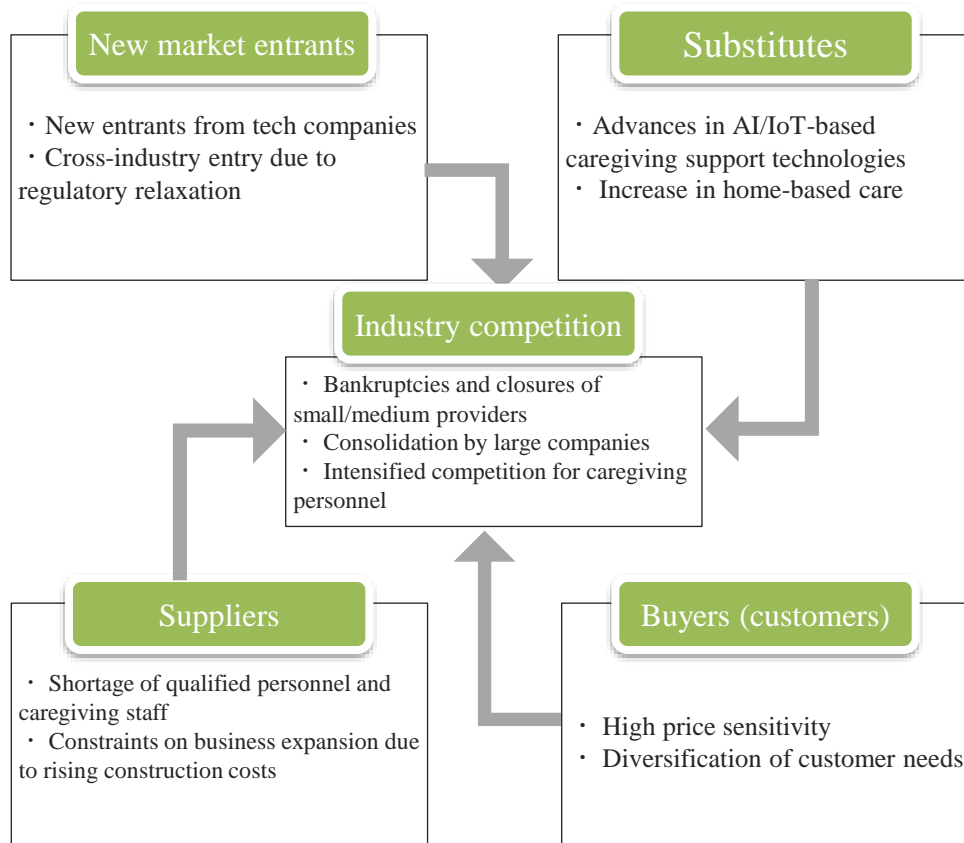 New market entrants
・New entrants from tech companies
・Cross-industry entry due to
regulatory relaxation
Substitutes
・ Advances in AI/IoT-based
caregiving support technologies
・ Increase in home-based care
Industry competition
・ Bankruptcies and closures of
small/medium providers
・ Consolidation by large companies
・ Intensified competition for caregiving
personnel
Suppliers
・ Shortage of qualified personnel and
caregiving staff
・ Constraints on business expansion due
to rising construction costs
Buyers (customers)
・ High price sensitivity
・ Diversification of customer needs